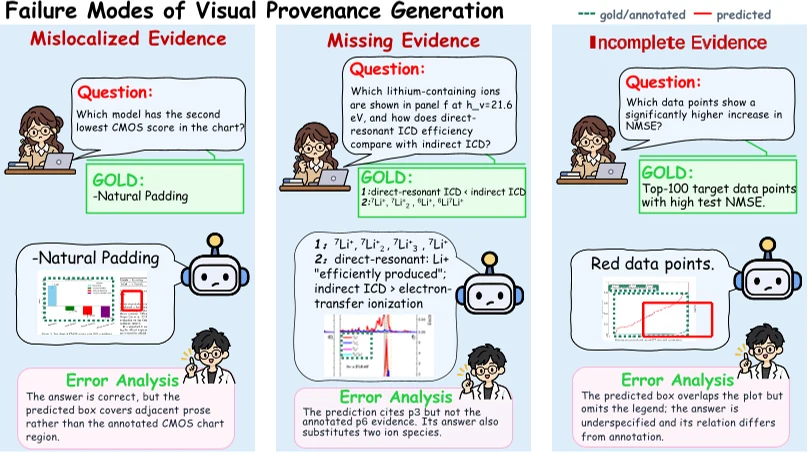 Failure Modes of Visual Provenance Generation
gold/annotated predicted
Mislocalized Evidence
Question:
Which model has the second
lowest CMOS score in the chart?
GOLD:
-Natural Padding
-Natural Padding
Error Analysis
The answer is correct, but the
predicted box covers adjacent prose
rather than the annotated CMOS chart
region.
Missing Evidence
Question:
Which lithium-containing ions
are shown in panel f at h_v=21.6
eV, and how does direct-
resonant ICD efficiency
compare with indirect ICD?
GOLD:
1:direct-resonant ICD < indirect ICD
2:⁷Li⁺, ⁷Li⁺₂ , ⁶Li⁺, ⁶Li⁷Li⁺
1; ⁷Li⁺, ⁷Li⁺₂ , ⁷Li⁺₃ , ⁷Li⁺
2; direct-resonant: Li+
"efficiently produced";
indirect ICD > electron-
transfer ionization
Error Analysis
The prediction cites p3 but not the
annotated p6 evidence. Its answer also
substitutes two ion species.
Incomplete Evidence
Question:
Which data points show a
significantly higher increase in
NMSE?
GOLD:
Top-100 target data points
with high test NMSE.
Red data points.
Error Analysis
The predicted box overlaps the plot but
omits the legend; the answer is
underspecified and its relation differs
from annotation.